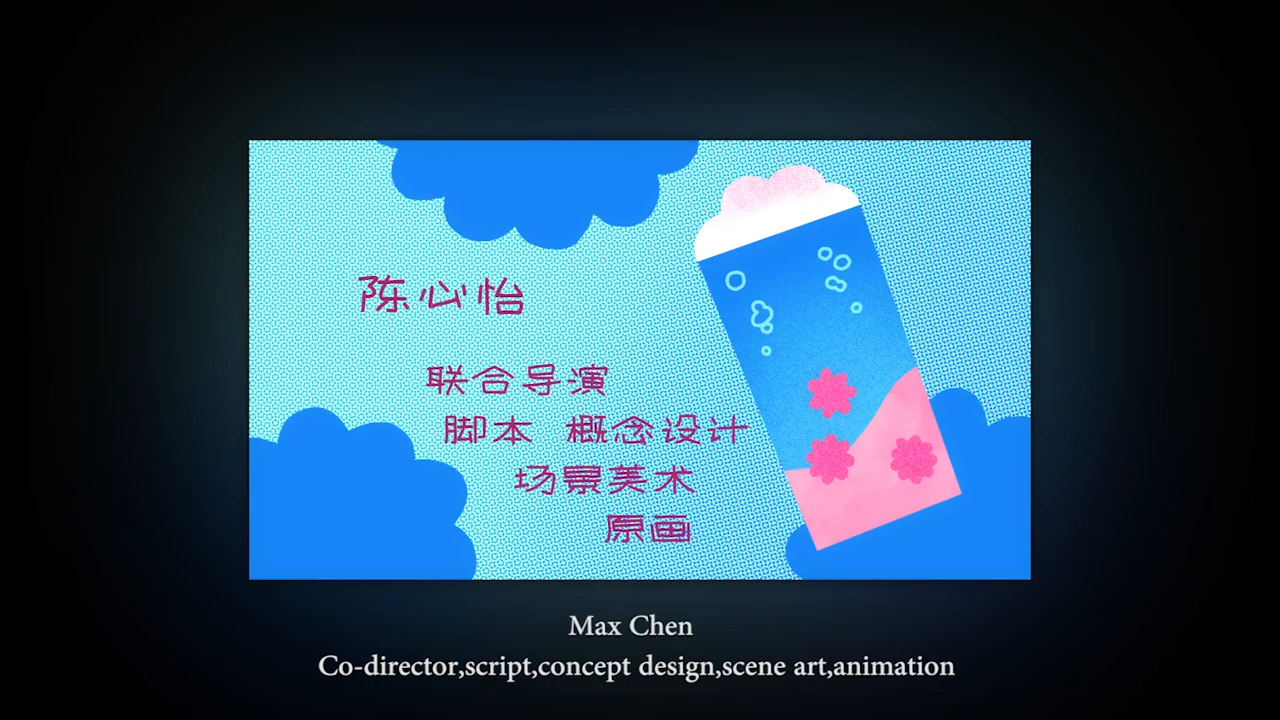 陈心怡
联合导演
脚本 概念设计
场景美术
原画
Max Chen
Co-director,script,concept design,scene art,animation